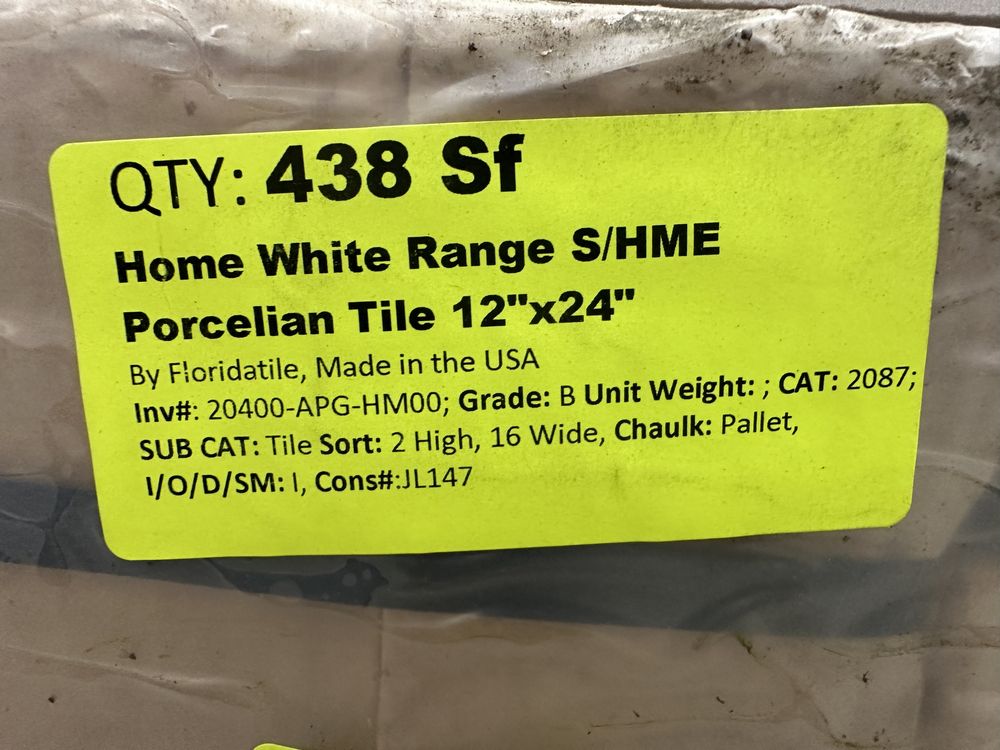 QTY: 438 Sf
Home White Range S/HME
Porcelian Tile 12"x24"
By Floridatile, Made in the USA
Inv#: 20400-APG-HM00; Grade: B Unit Weight: ; CAT: 2087;
SUB CAT: Tile Sort: 2 High, 16 Wide, Chaulk: Pallet,
I/O/D/SM: I, Cons#:JL147